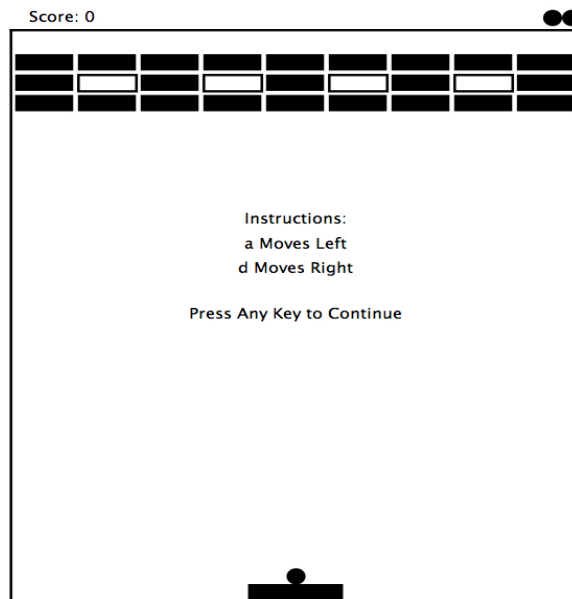 Score: 0
Instructions:
a Moves Left
d Moves Right
Press Any Key to Continue